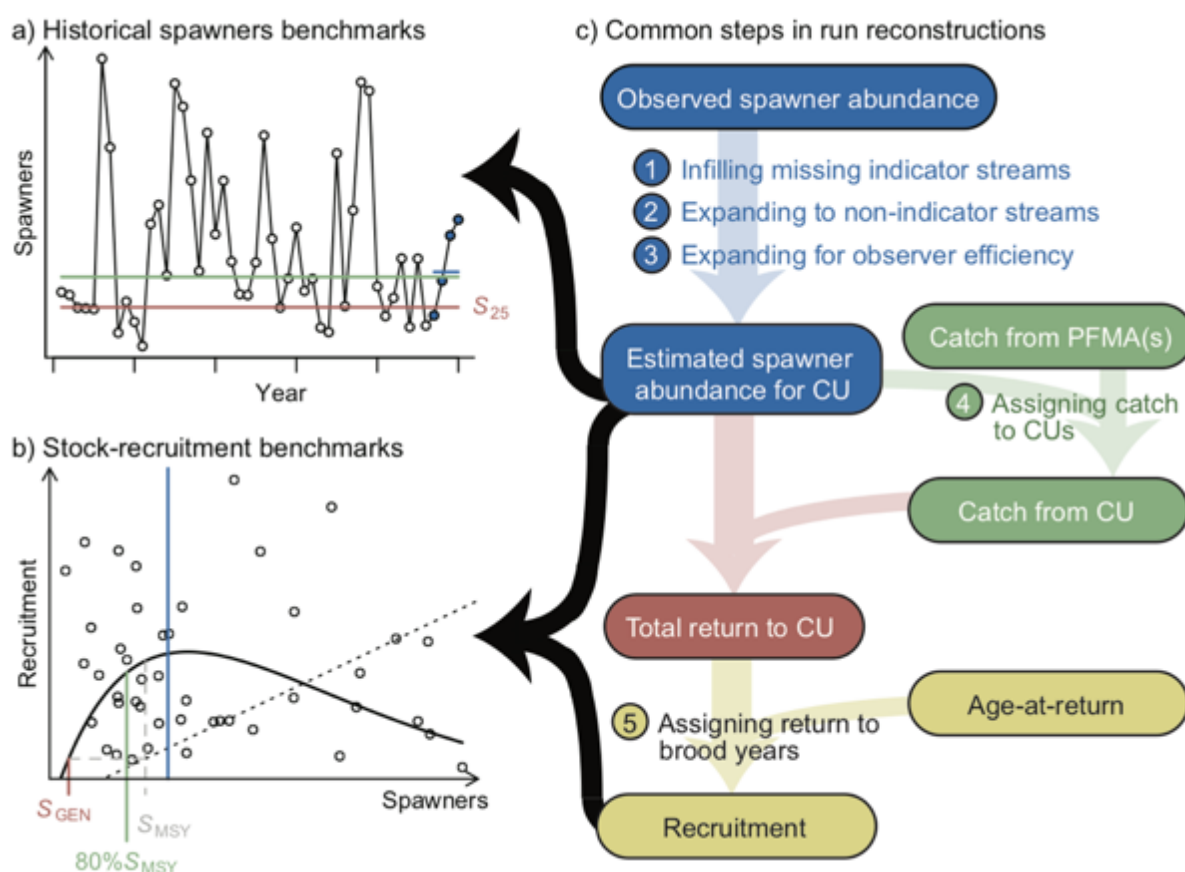 a) Historical spawners benchmarks
Spawners
S25
Year
b) Stock-recruitment benchmarks
Recruitment
Spawners
SGEN
SMSY
80%SMSY
c) Common steps in run reconstructions
Observed spawner abundance
1 Infilling missing indicator streams
2 Expanding to non-indicator streams
3 Expanding for observer efficiency
Estimated spawner
abundance for CU
Catch from PFMA(s)
4 Assigning catch
to CUs
Catch from CU
Total return to CU
5 Assigning return to
brood years
Age-at-return
Recruitment